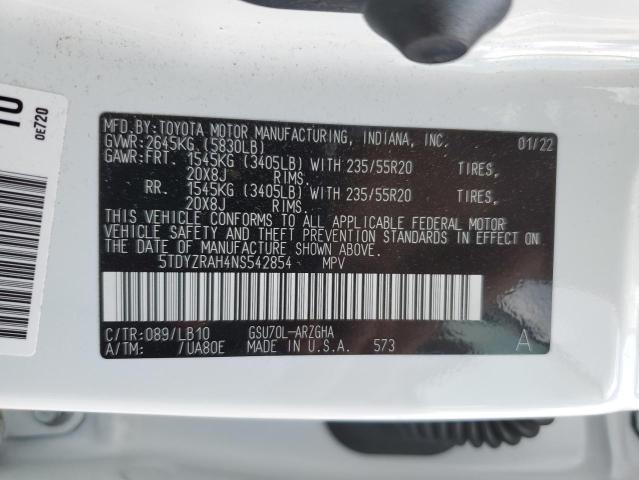 MFD.BY:TOYOTA MOTOR MANUFACTURING, INDIANA, INC. 01/22
GVWR:2645KG (5830LB)
GAWR:FRT. 1545KG (3405LB) WITH 235/55R20 TIRES,
20X8J RIMS,
RR. 1545KG (3405LB) WITH 235/55R20 TIRES,
20X8J RIMS.
THIS VEHICLE CONFORMS TO ALL APPLICABLE FEDERAL MOTOR
VEHICLE SAFETY AND THEFT PREVENTION STANDARDS IN EFFECT ON
THE DATE OF MANUFACTURE SHOWN ABOVE.
5TDYZRAH4NS542854 MPV
C/TR:089/LB10 GSU70L-ARZGHA
A/TM: /UA80E MADE IN U.S.A. 573 A
0E720